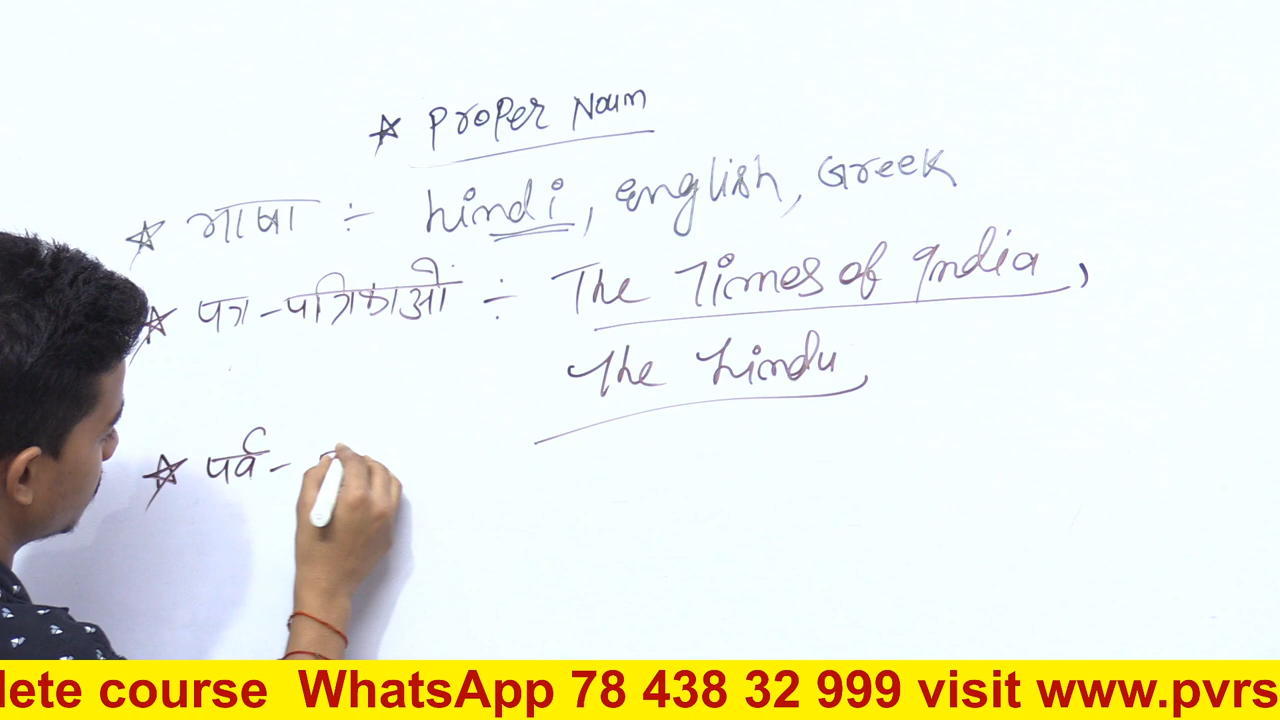 ★ Proper Noun
★ भाषा ÷ hindi, English, Greek
★ पत्र-पत्रिकाओं ÷ The Times of India,
The Hindu,
★ पर्व-
lete course WhatsApp 78 438 32 999 visit www.pvrs